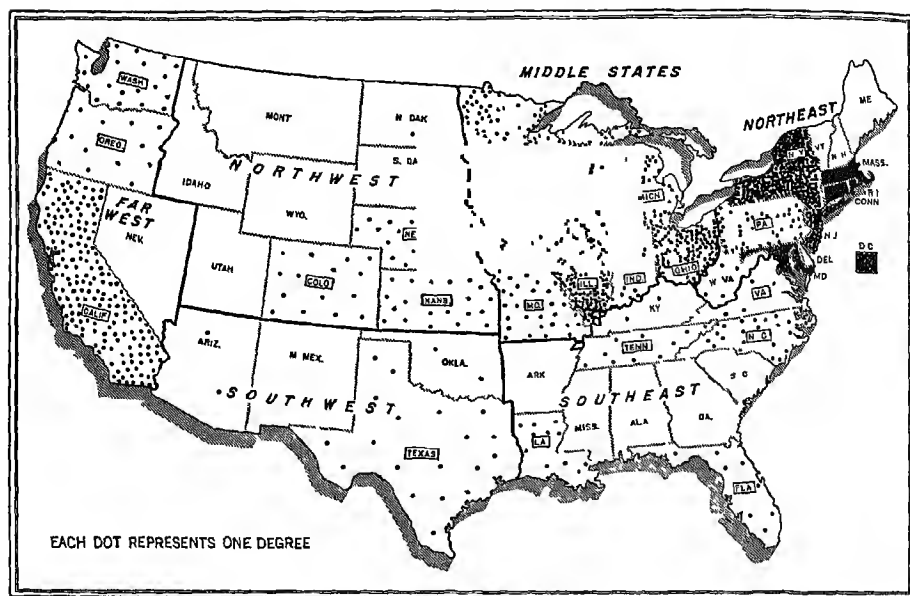 MIDDLE STATES
NORTHEAST
ME
WASH
MONT
N DAK
VT
N H
MASS.
OREG.
S. DA
R I
CONN
IDAHO
NORTHWEST
MICH
WYO.
PA
FAR
WEST
NEV.
NE
N J
D C
UTAH
COLO
ILL
IND
OHIO
W VA
DEL
MD
KANS
MO.
KY
VA
CALIF
TENN
N C
ARIZ.
N MEX.
OKLA.
ARK
S C
SOUTHWEST
SOUTHEAST
MISS.
ALA
GA.
TEXAS
LA
FLA
EACH DOT REPRESENTS ONE DEGREE